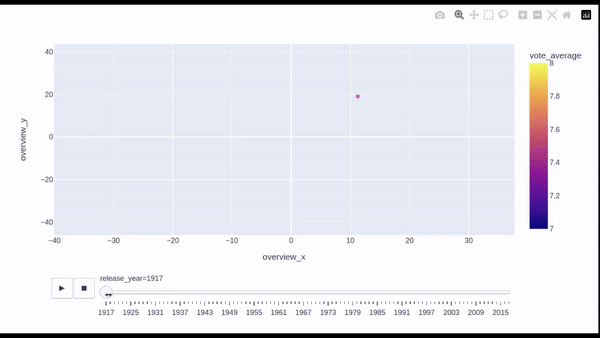 vote_average
40
20
0
−20
−40
overview_y
−40 −30 −20 −10 0 10 20 30
overview_x
8
7.8
7.6
7.4
7.2
7
release_year=1917
1917 1925 1931 1937 1943 1949 1955 1961 1967 1973 1979 1985 1991 1997 2003 2009 2015